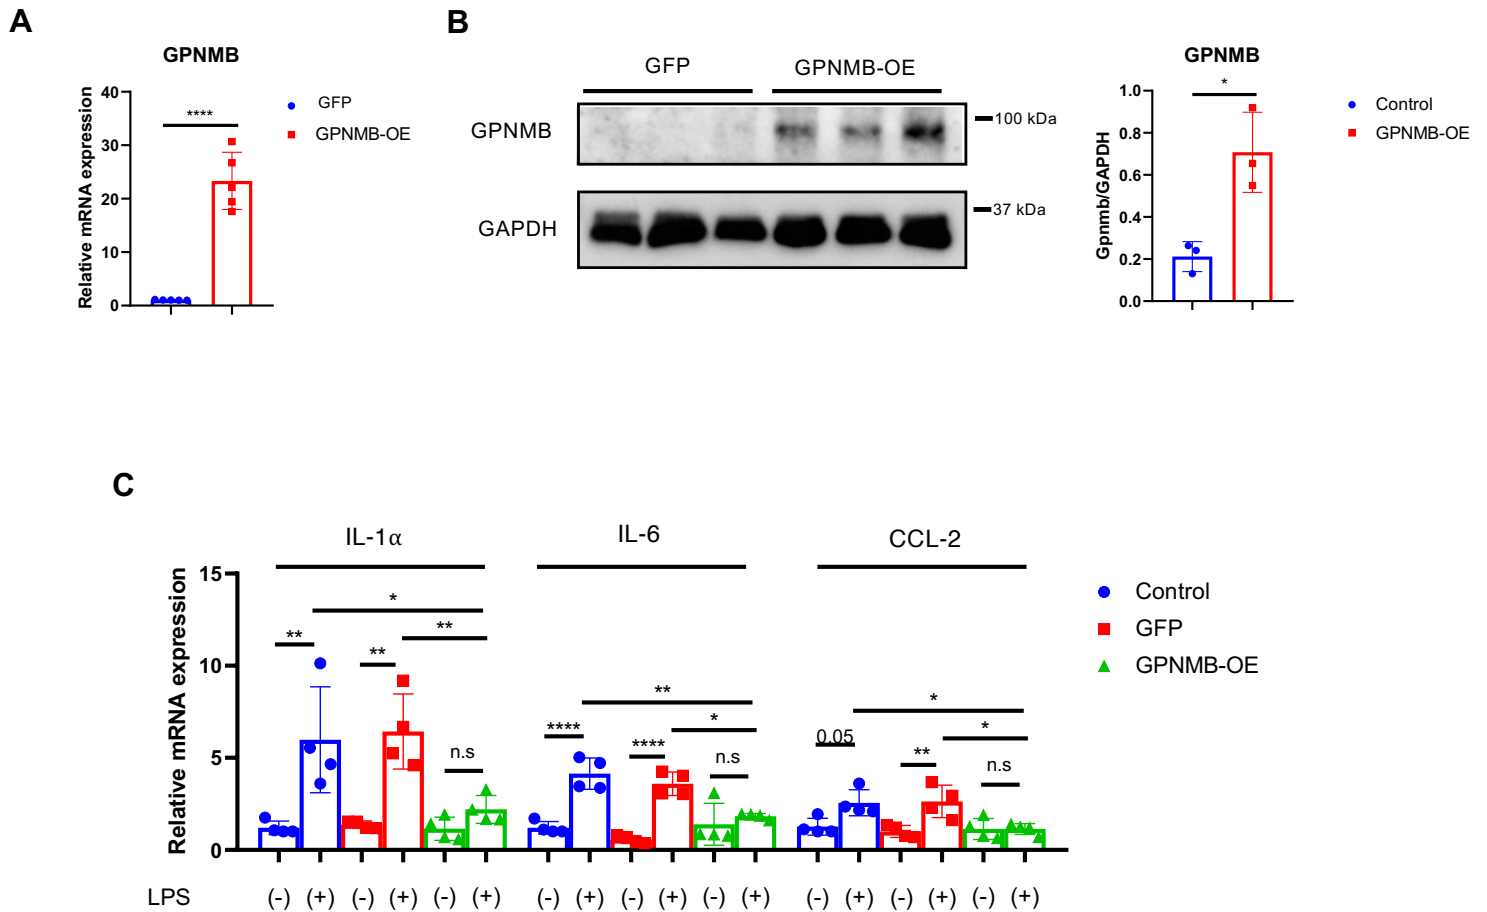 A
GPNMB
Relative mRNA expression
40
30
20
10
0
****
GFP
GPNMB-OE
B
GFP
GPNMB-OE
GPNMB
100 kDa
GAPDH
37 kDa
GPNMB
Gpnmb/GAPDH
1.0
0.8
0.6
0.4
0.2
0.0
*
Control
GPNMB-OE
C
IL-1α
IL-6
CCL-2
Relative mRNA expression
15
10
5
0
*
**
**
**
n.s
**
*
****
****
n.s
*
*
0.05
**
n.s
Control
GFP
GPNMB-OE
LPS (-) (+) (-) (+) (-) (+) (-) (+) (-) (+) (-) (+) (-) (+) (-) (+) (-) (+)